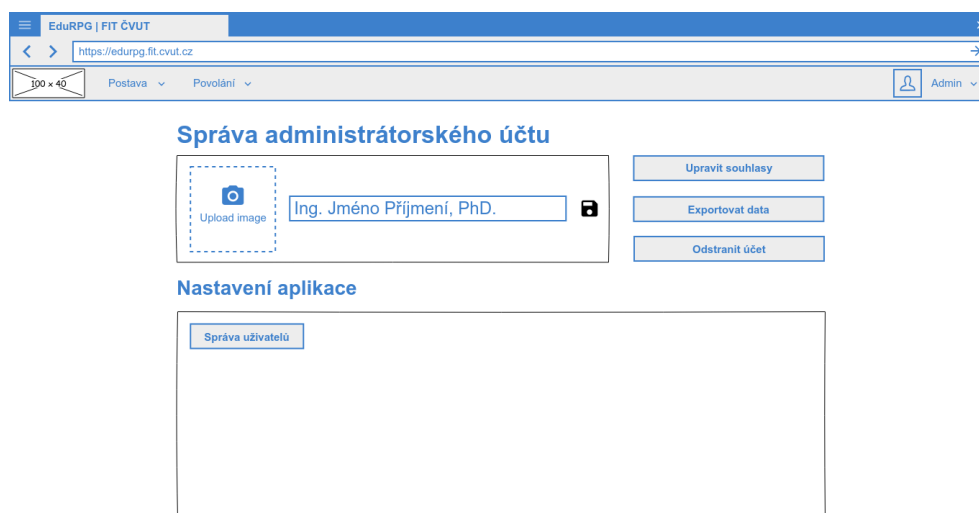 EduRPG | FIT ČVUT
https://edurpg.fit.cvut.cz
100 x 40 Postava Povolání Admin
Správa administrátorského účtu
Upload image
Ing. Jméno Příjmení, PhD.
Upravit souhlasy
Exportovat data
Odstranit účet
Nastavení aplikace
Správa uživatelů